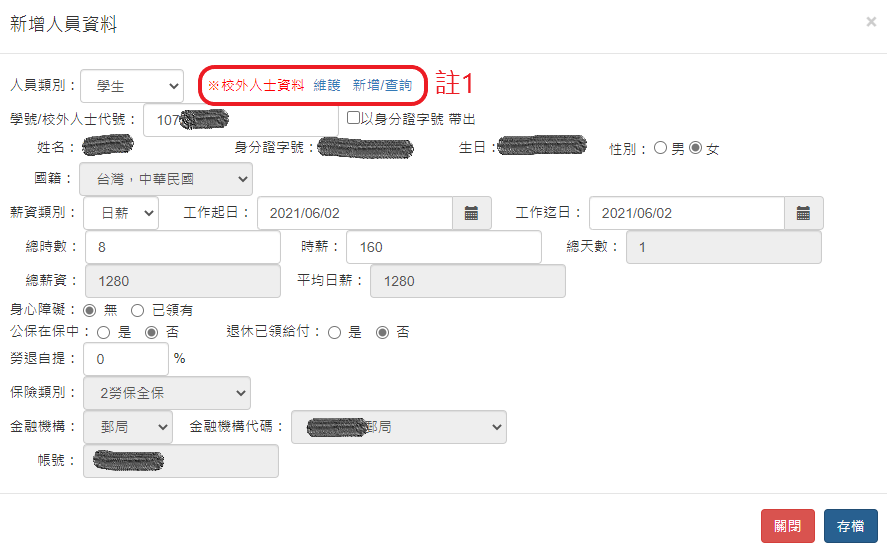 新增人員資料 ×
人員類別： 學生 ※校外人士資料 維護 新增/查詢 註1
學號/校外人士代號： 107 以身分證字號 帶出
姓名： 身分證字號： 生日： 性別： 男 女
國籍： 台灣，中華民國
薪資類別： 日薪 工作起日： 2021/06/02 工作迄日： 2021/06/02
總時數： 8 時薪： 160 總天數： 1
總薪資： 1280 平均日薪： 1280
身心障礙： 無 已領有
公保在保中： 是 否 退休已領給付： 是 否
勞退自提： 0 %
保險類別： 2勞保全保
金融機構： 郵局 金融機構代碼： 郵局
帳號：
關閉 存檔